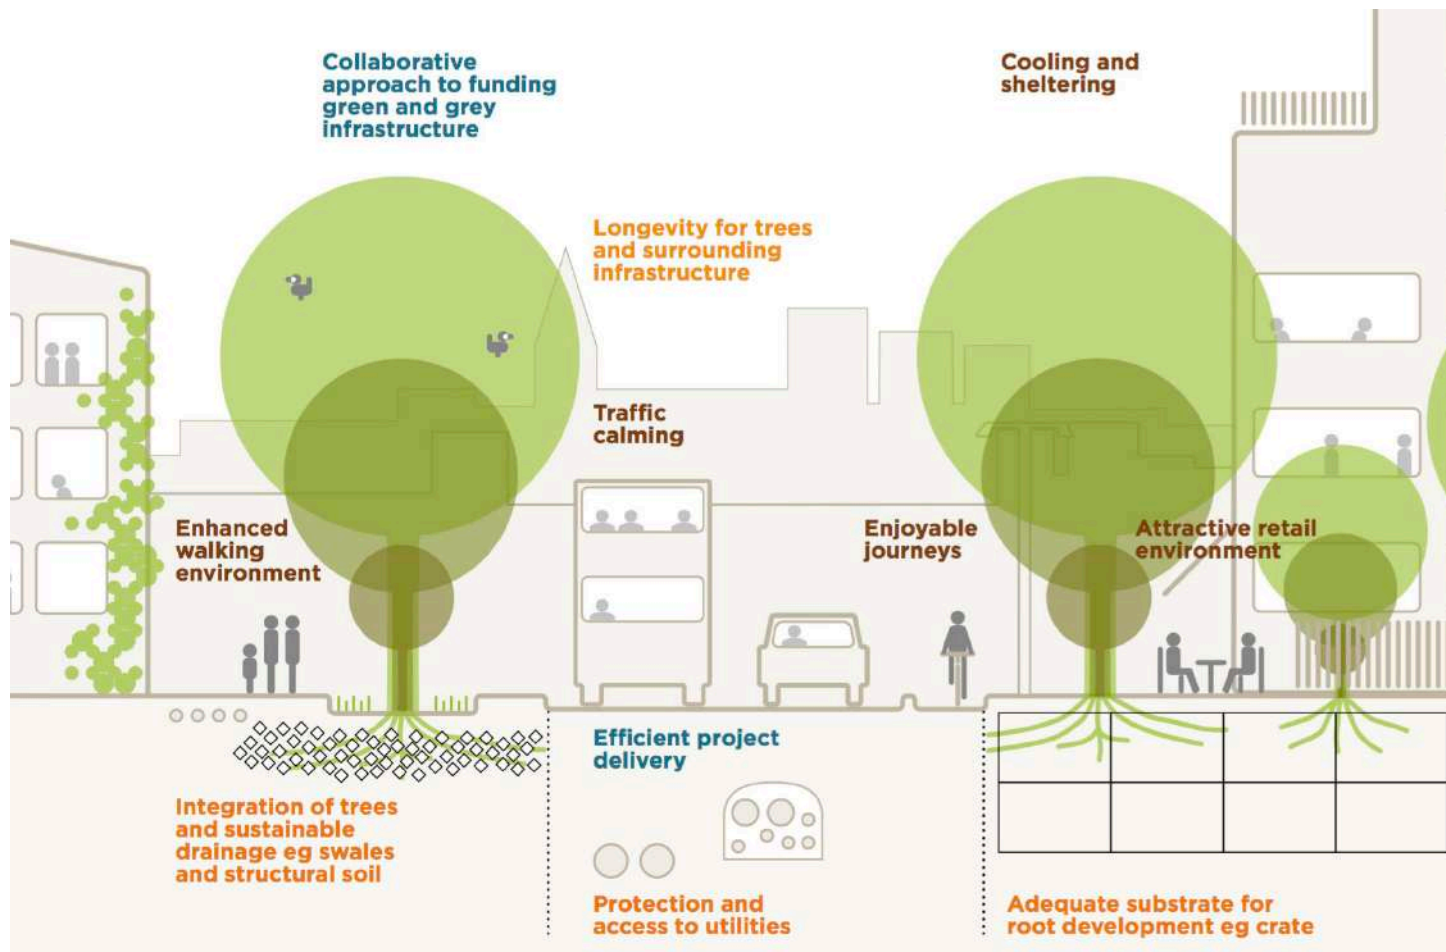 Collaborative
approach to funding
green and grey
infrastructure
Cooling and
sheltering
Longevity for trees
and surrounding
infrastructure
Traffic
calming
Enhanced
walking
environment
Enjoyable
journeys
Attractive retail
environment
Efficient project
delivery
Integration of trees
and sustainable
drainage eg swales
and structural soil
Protection and
access to utilities
Adequate substrate for
root development eg crate